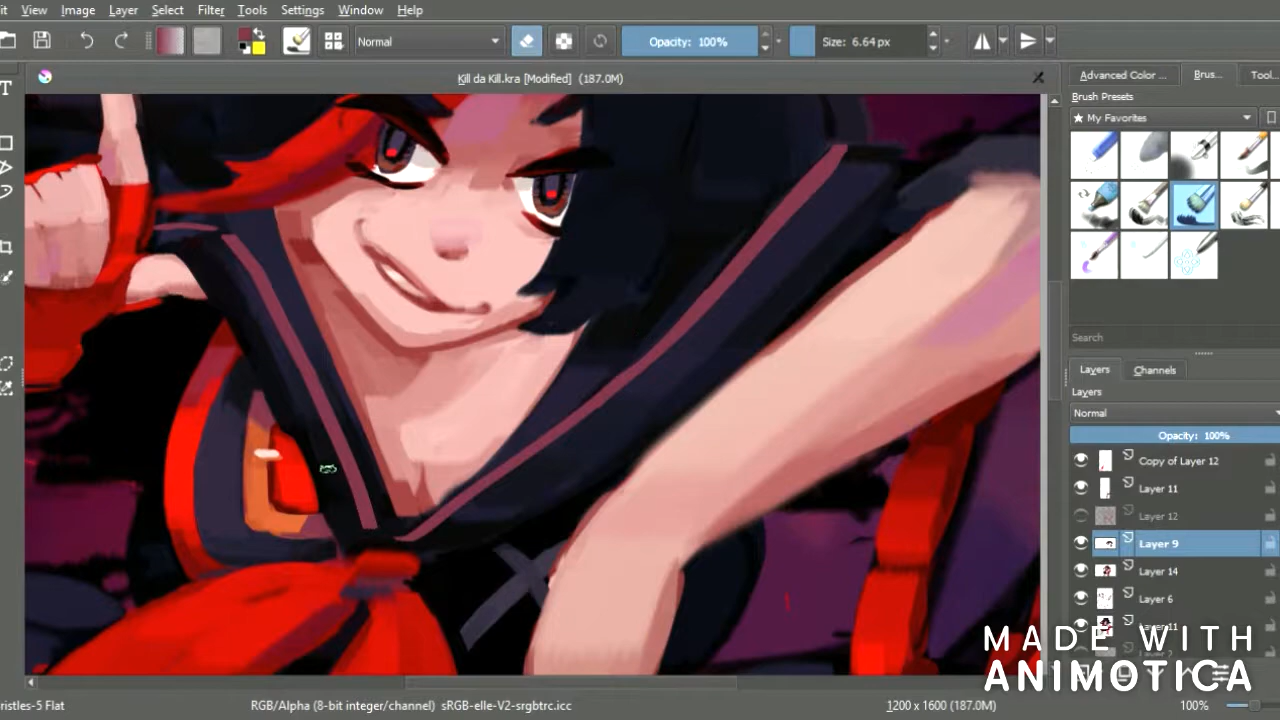 it View Image Layer Select Filter Tools Settings Window Help
Normal Opacity: 100% Size: 6.64 px
Kill da Kill.kra [Modified] (187.0M)
Advanced Color ... Brus... Tool...
Brush Presets
My Favorites
Search
Layers Channels
Layers
Normal
Opacity: 100%
Copy of Layer 12
Layer 11
Layer 12
Layer 9
Layer 14
Layer 6
MADE WITH
ANIMOTICA
ristles-5 Flat RGB/Alpha (8-bit integer/channel) sRGB-elle-V2-srgbtrc.icc 1200 x 1600 (187.0M) 100%